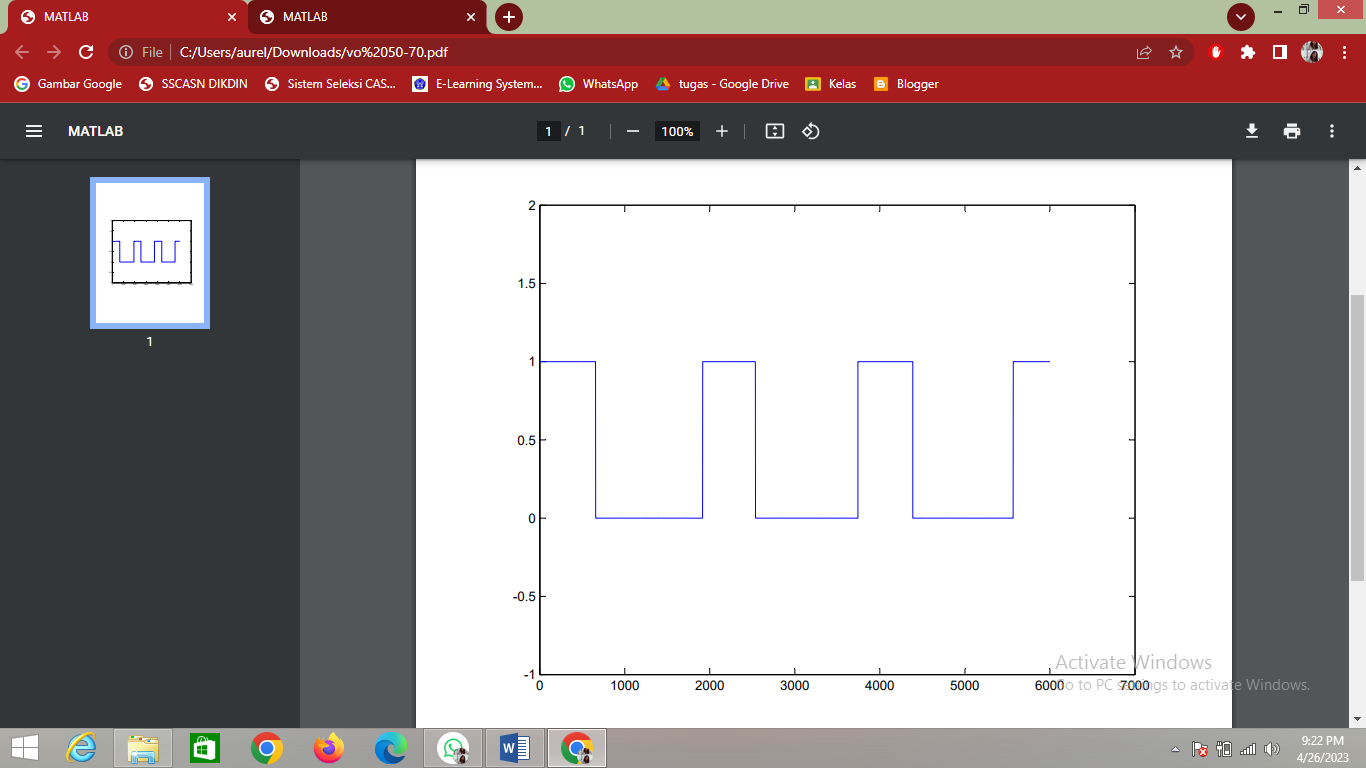 MATLAB
MATLAB
File C:/Users/aurel/Downloads/vo%2050-70.pdf
Gambar Google SSCASN DIKDIN Sistem Seleksi CAS... E-Learning System... WhatsApp tugas - Google Drive Kelas Blogger
MATLAB 1 / 1 100%
1
2
1.5
1
0.5
0
-0.5
-1
0 1000 2000 3000 4000 5000 6000 7000
Activate Windows
Go to PC settings to activate Windows.
9:22 PM
4/26/2023